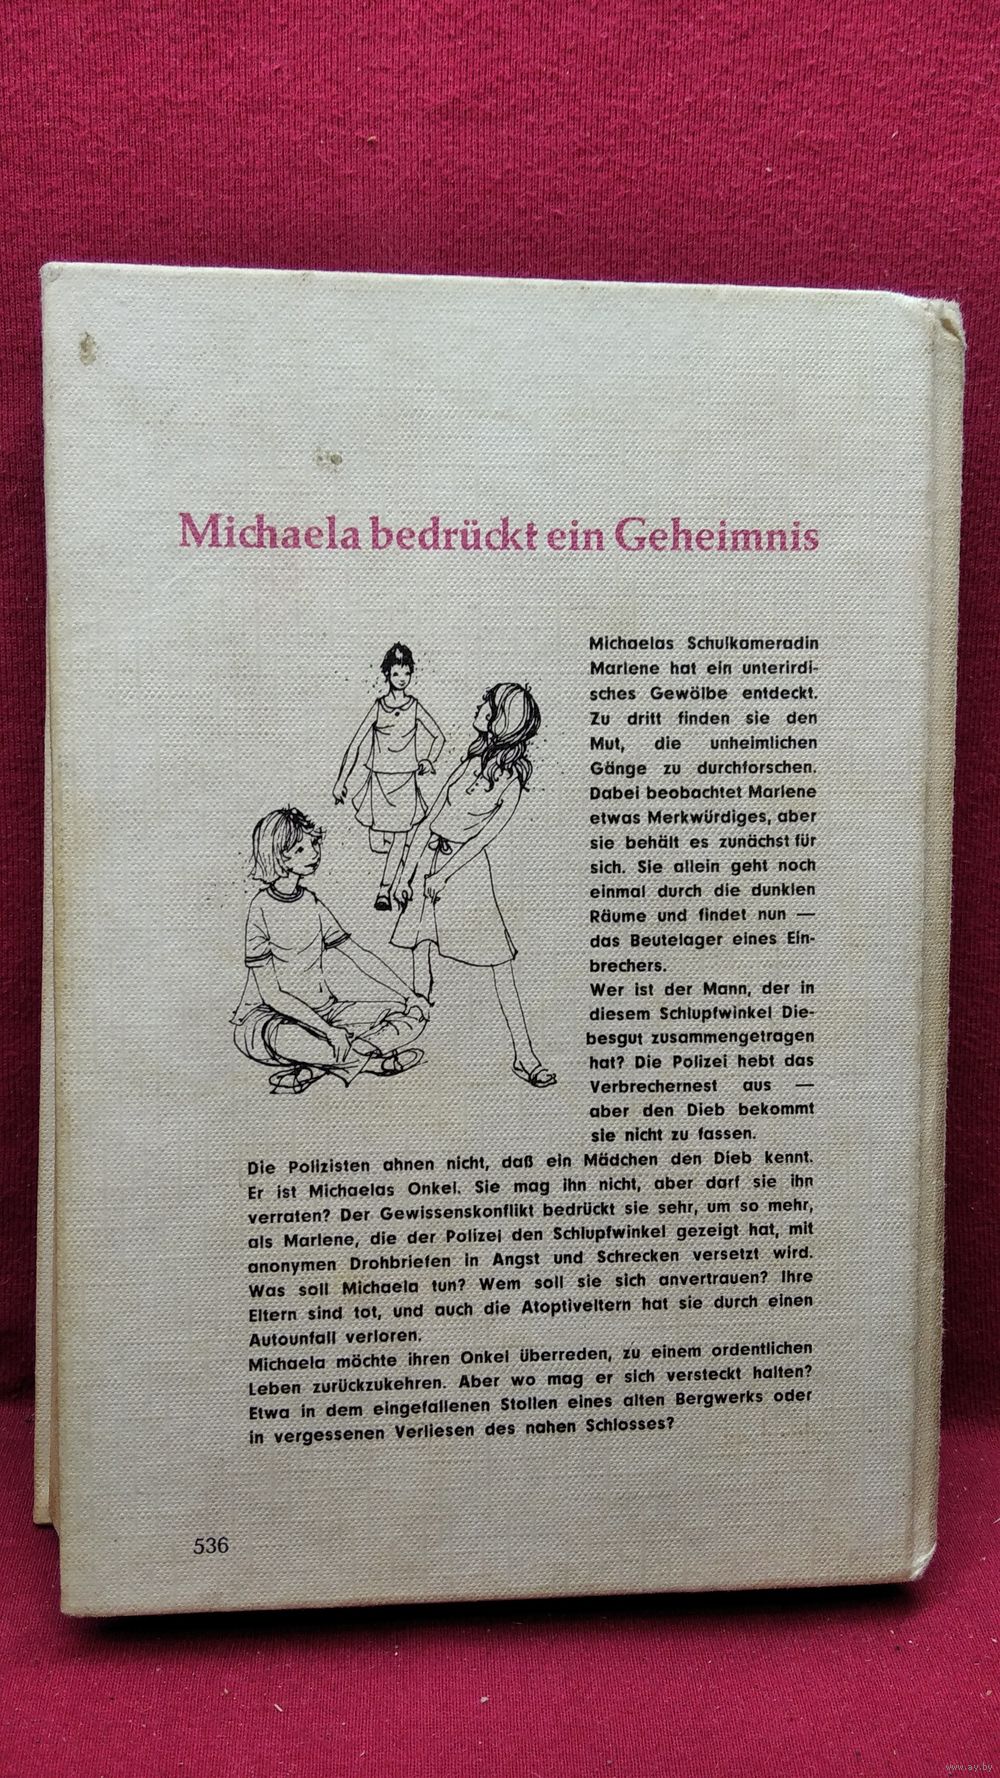 Michaela bedrückt ein Geheimnis
Michaelas Schulkameradin
Marlene hat ein unterirdi-
sches Gewölbe entdeckt.
Zu dritt finden sie den
Mut, die unheimlichen
Gänge zu durchforschen.
Dabei beobachtet Marlene
etwas Merkwürdiges, aber
sie behält es zunächst für
sich. Sie allein geht noch
einmal durch die dunklen
Räume und findet nun —
das Beutelager eines Ein-
brechers.
Wer ist der Mann, der in
diesem Schlupfwinkel Die-
besgut zusammengetragen
hat? Die Polizei hebt das
Verbrechernest aus —
aber den Dieb bekommt
sie nicht zu fassen.
Die Polizisten ahnen nicht, daß ein Mädchen den Dieb kennt.
Er ist Michaelas Onkel. Sie mag ihn nicht, aber darf sie ihn
verraten? Der Gewissenskonflikt bedrückt sie sehr, um so mehr,
als Marlene, die der Polizei den Schlupfwinkel gezeigt hat, mit
anonymen Drohbriefen in Angst und Schrecken versetzt wird.
Was soll Michaela tun? Wem soll sie sich anvertrauen? Ihre
Eltern sind tot, und auch die Atoptiveltern hat sie durch einen
Autounfall verloren.
Michaela möchte ihren Onkel überreden, zu einem ordentlichen
Leben zurückzukehren. Aber wo mag er sich versteckt halten?
Etwa in dem eingefallenen Stollen eines alten Bergwerks oder
in vergessenen Verliesen des nahen Schlosses?
536
www.ay.by